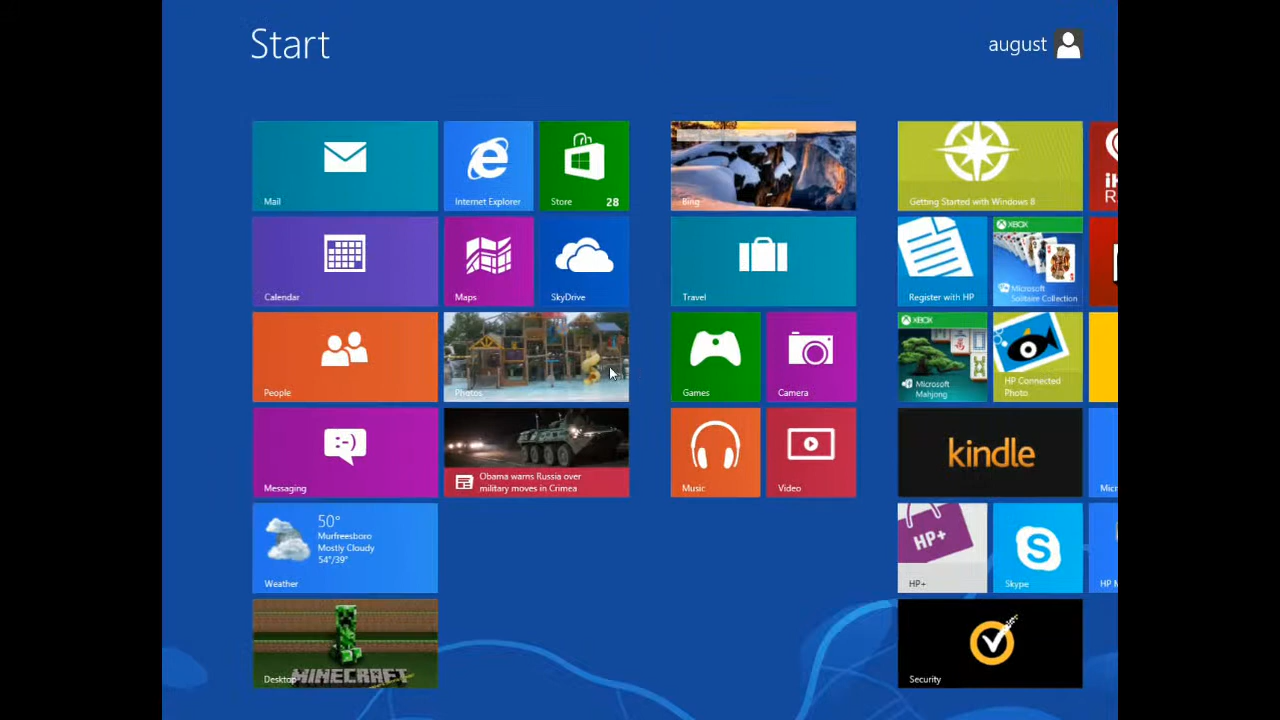 Start
august
Mail
Internet Explorer
Store
28
Bing
Getting Started with Windows 8
Calendar
Maps
SkyDrive
Travel
Register with HP
XBOX
Microsoft
Solitaire Collection
People
Photos
Games
Camera
XBOX
Microsoft
Mahjong
HP Connected
Photo
Messaging
Obama warns Russia over
military moves in Crimea
Music
Video
kindle
50°
Murfreesboro
Mostly Cloudy
54°/39°
Weather
HP+
HP+
Skype
Desktop
MINECRAFT
Security